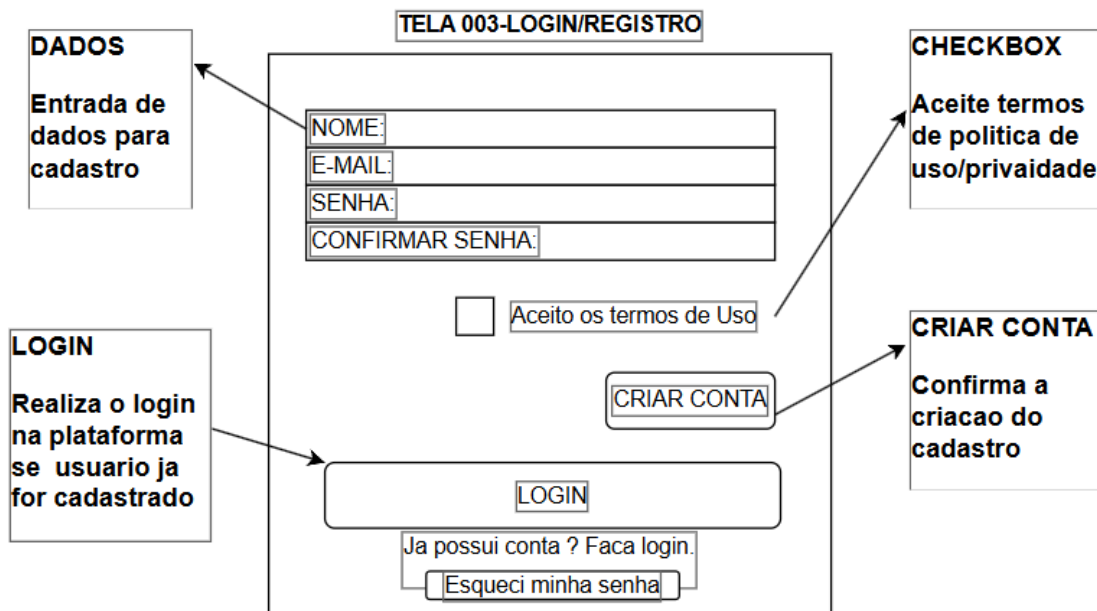 TELA 003-LOGIN/REGISTRO
DADOS
Entrada de
dados para
cadastro
CHECKBOX
Aceite termos
de politica de
uso/privaidade
NOME:
E-MAIL:
SENHA:
CONFIRMAR SENHA:
Aceito os termos de Uso
LOGIN
Realiza o login
na plataforma
se usuario ja
for cadastrado
CRIAR CONTA
CRIAR CONTA
Confirma a
criacao do
cadastro
LOGIN
Ja possui conta ? Faca login.
Esqueci minha senha